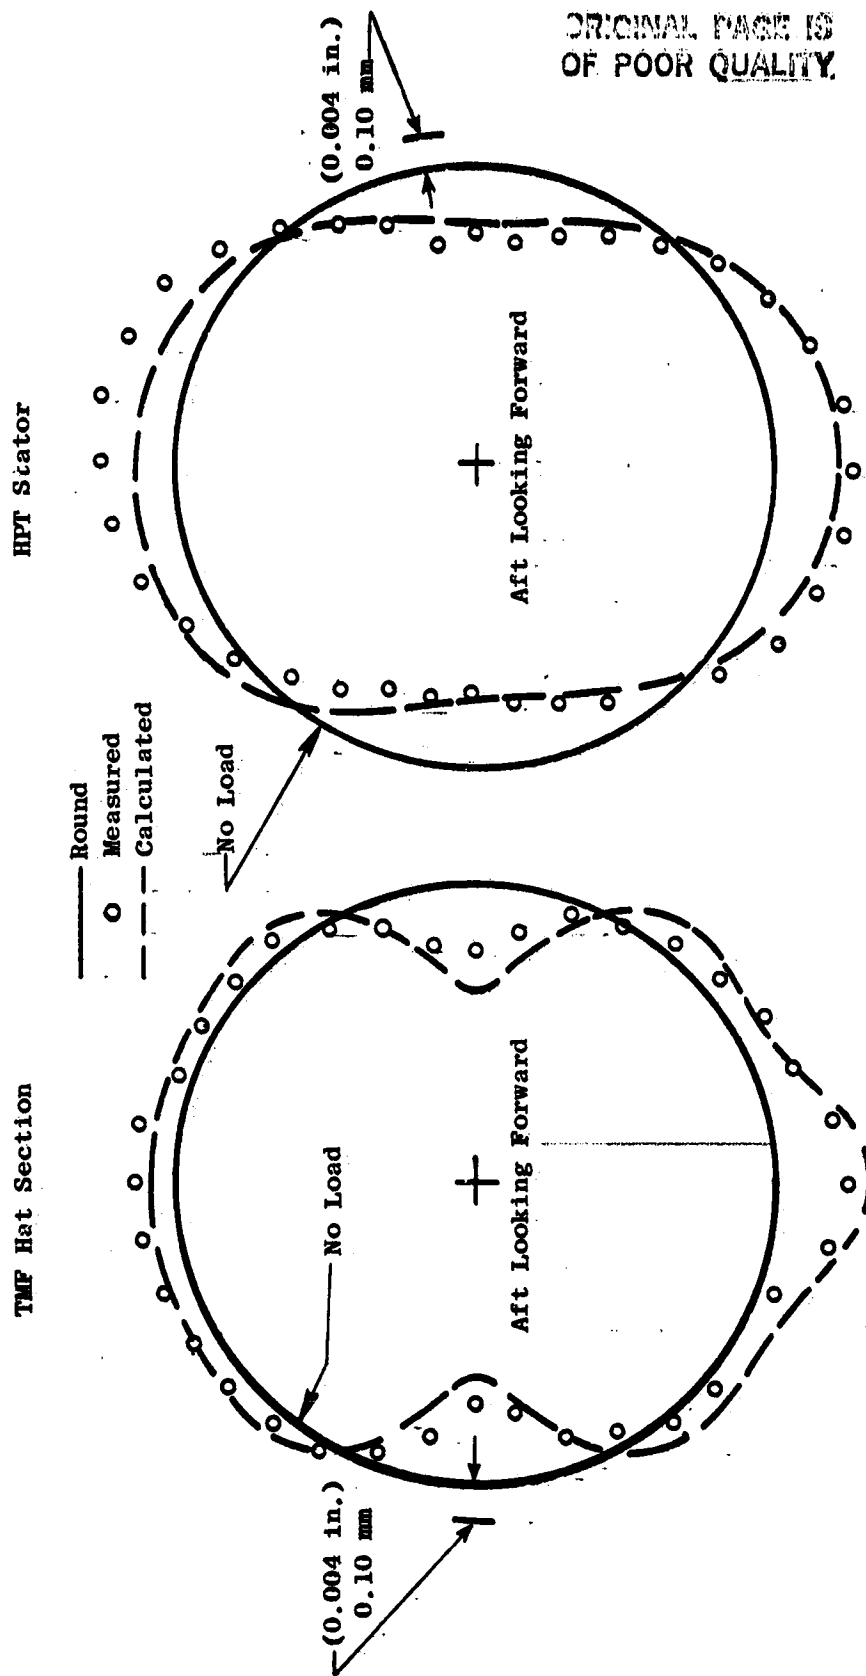 ORIGINAL PAGE IS
OF POOR QUALITY
TMF Hat Section
HPT Stator
Round
Measured
Calculated
No Load
No Load
(0.004 in.)
0.10 mm
(0.004 in.)
0.10 mm
Aft Looking Forward
Aft Looking Forward